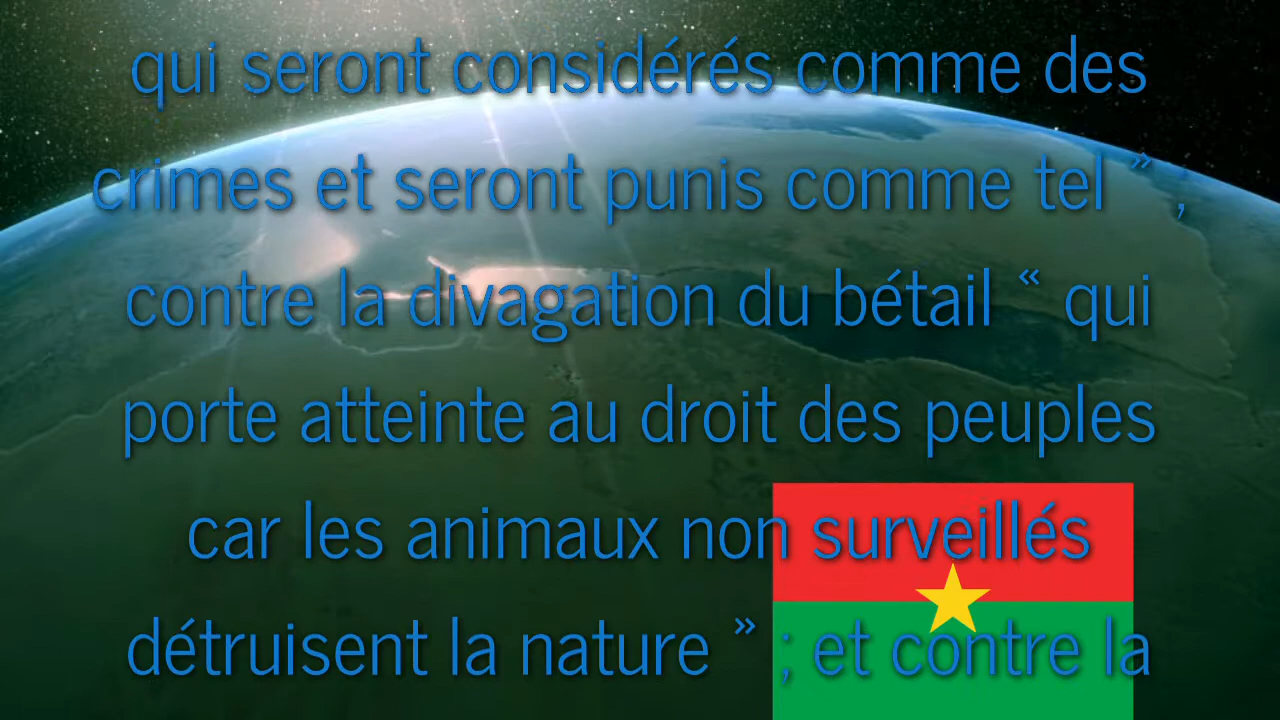 qui seront considérés comme des
crimes et seront punis comme tel ” ;
contre la divagation du bétail “ qui
porte atteinte au droit des peuples
car les animaux non surveillés
détruisent la nature ” ; et contre la